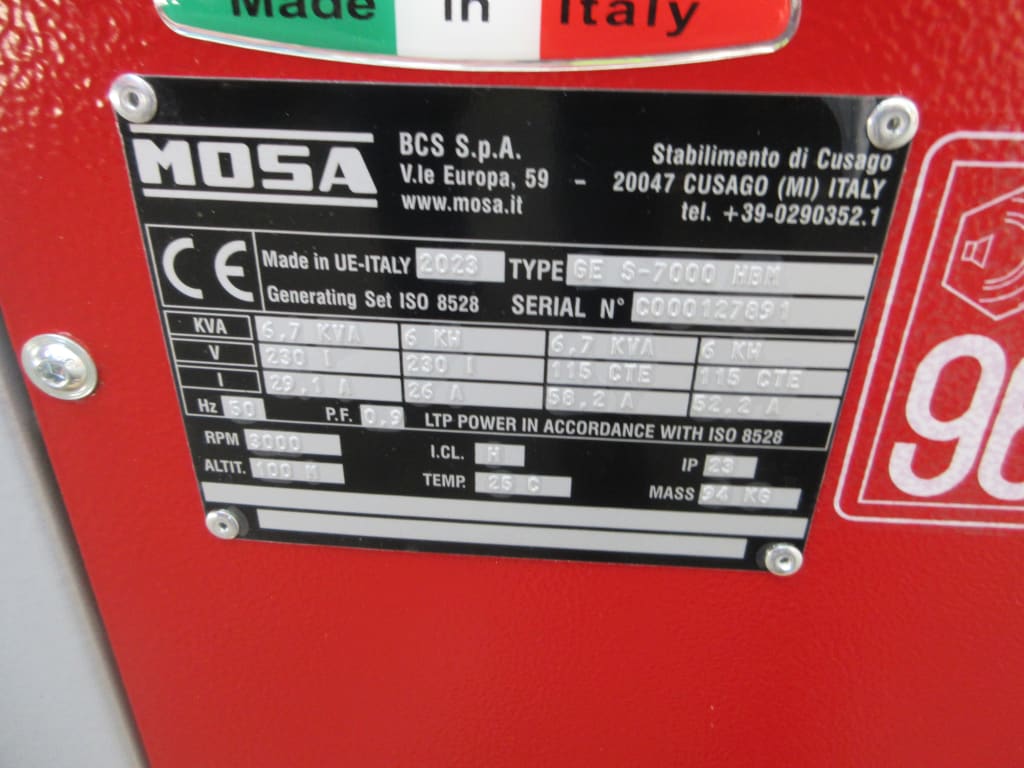 Made in Italy
MOSA
BCS S.p.A.
V.le Europa, 59 - 
www.mosa.it
Stabilimento di Cusago
20047 CUSAGO (MI) ITALY
tel. +39-0290352.1
CE
Made in UE-ITALY 2023 TYPE GE S-7000 HBM
Generating Set ISO 8528 SERIAL N° C000127891
KVA 6,7 KVA 6 KW 6,7 KVA 6 KW
V 230 I 230 I 115 CTE 115 CTE
I 29,1 A 26 A 58,2 A 52,2 A
Hz 50 P.F. 0,9 LTP POWER IN ACCORDANCE WITH ISO 8528
RPM 3000 I.CL. H IP 23
ALTIT. 100 M TEMP. 25 C MASS 94 KG